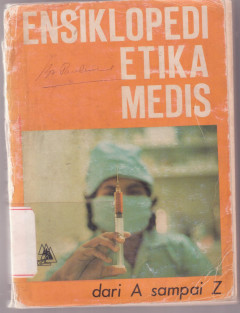 ENSIKLOPEDI
ETIKA
MEDIS
dari A sampai Z